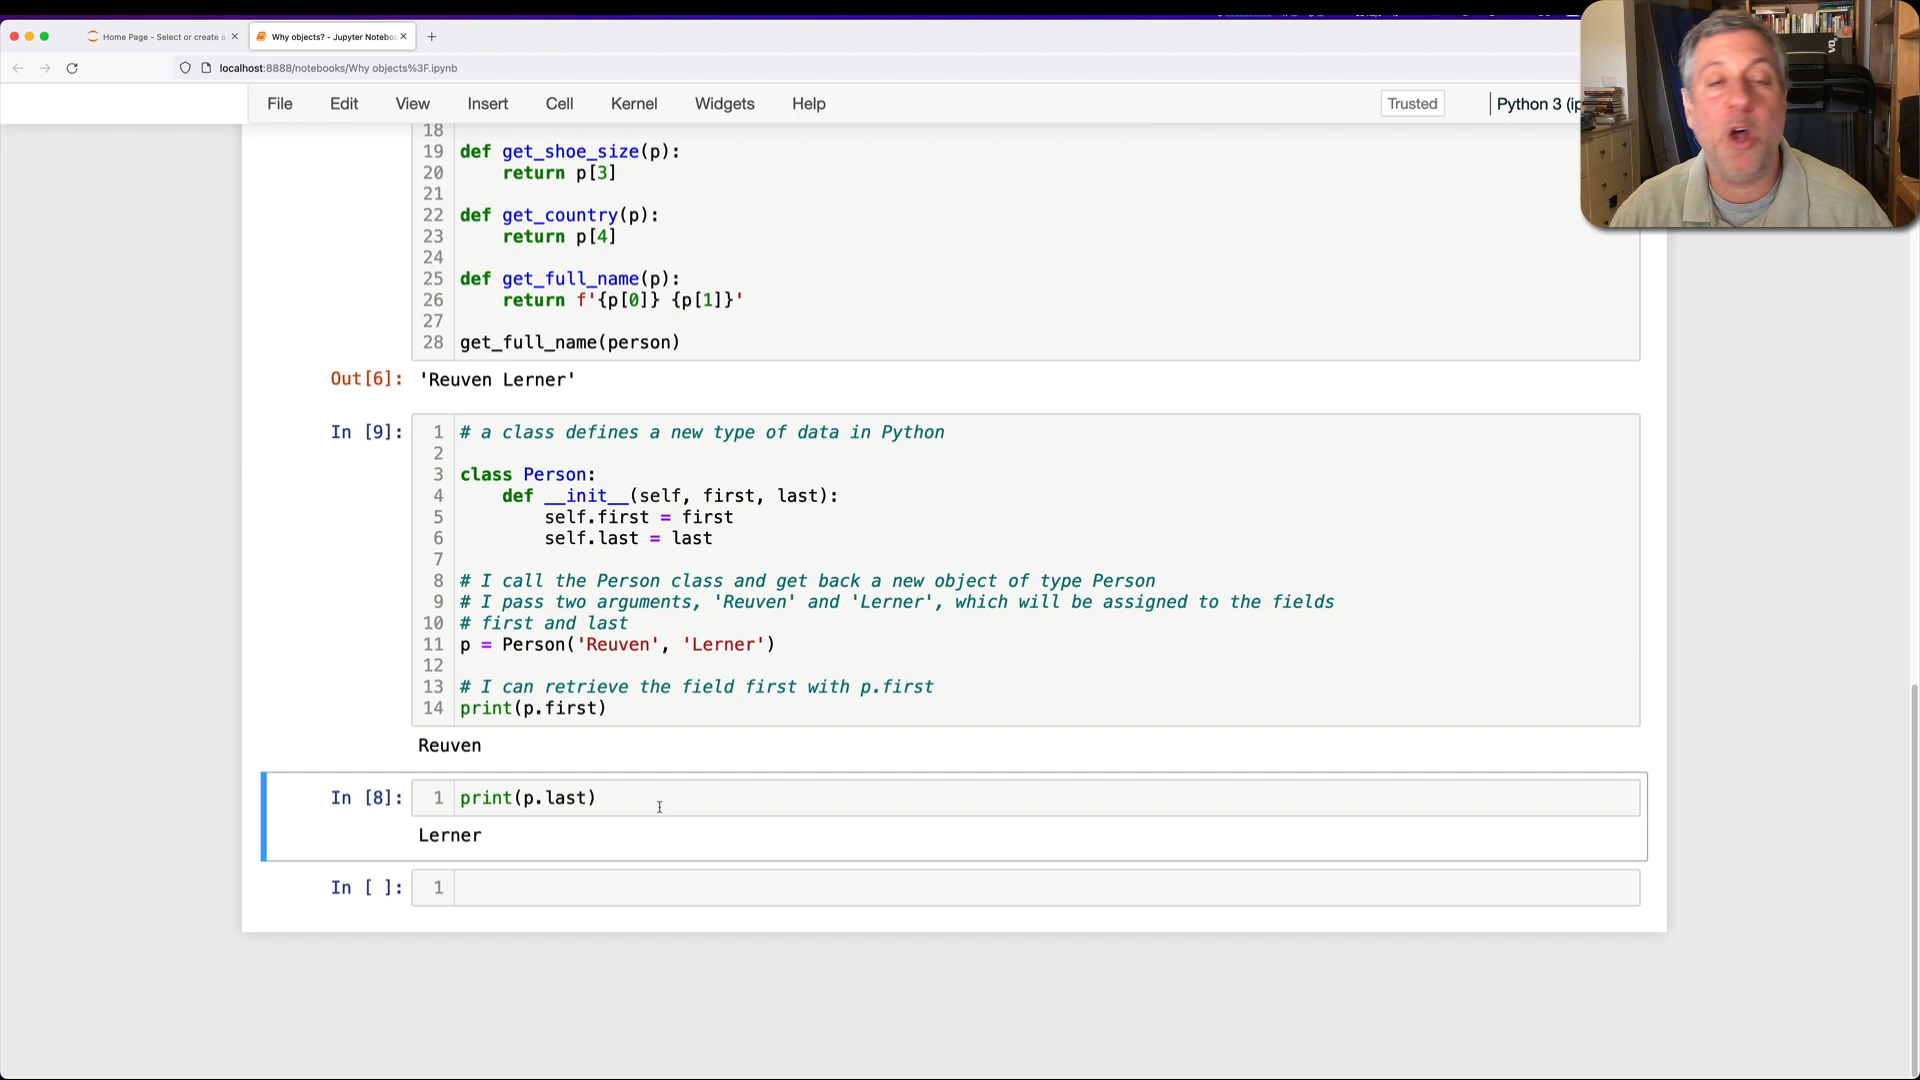 Home Page - Select or create a
Why objects? - Jupyter Noteboo
localhost:8888/notebooks/Why objects%3F.ipynb
File Edit View Insert Cell Kernel Widgets Help Trusted Python 3 (ip
18
19 def get_shoe_size(p):
20 return p[3]
21
22 def get_country(p):
23 return p[4]
24
25 def get_full_name(p):
26 return f'{p[0]} {p[1]}'
27
28 get_full_name(person)
Out[6]: 'Reuven Lerner'
In [9]: 1 # a class defines a new type of data in Python
2
3 class Person:
4 def __init__(self, first, last):
5 self.first = first
6 self.last = last
7
8 # I call the Person class and get back a new object of type Person
9 # I pass two arguments, 'Reuven' and 'Lerner', which will be assigned to the fields
10 # first and last
11 p = Person('Reuven', 'Lerner')
12
13 # I can retrieve the field first with p.first
14 print(p.first)
Reuven
In [8]: 1 print(p.last)
Lerner
In [ ]: 1